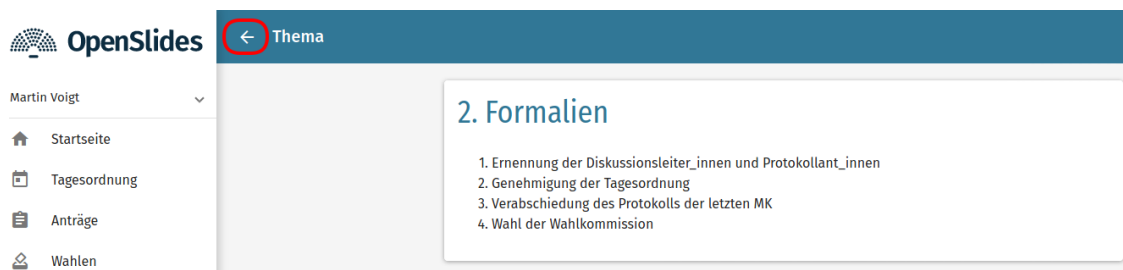 OpenSlides
Thema
Martin Voigt
Startseite
Tagesordnung
Anträge
Wahlen
2. Formalien
1. Ernennung der Diskussionsleiter_innen und Protokollant_innen
2. Genehmigung der Tagesordnung
3. Verabschiedung des Protokolls der letzten MK
4. Wahl der Wahlkommission